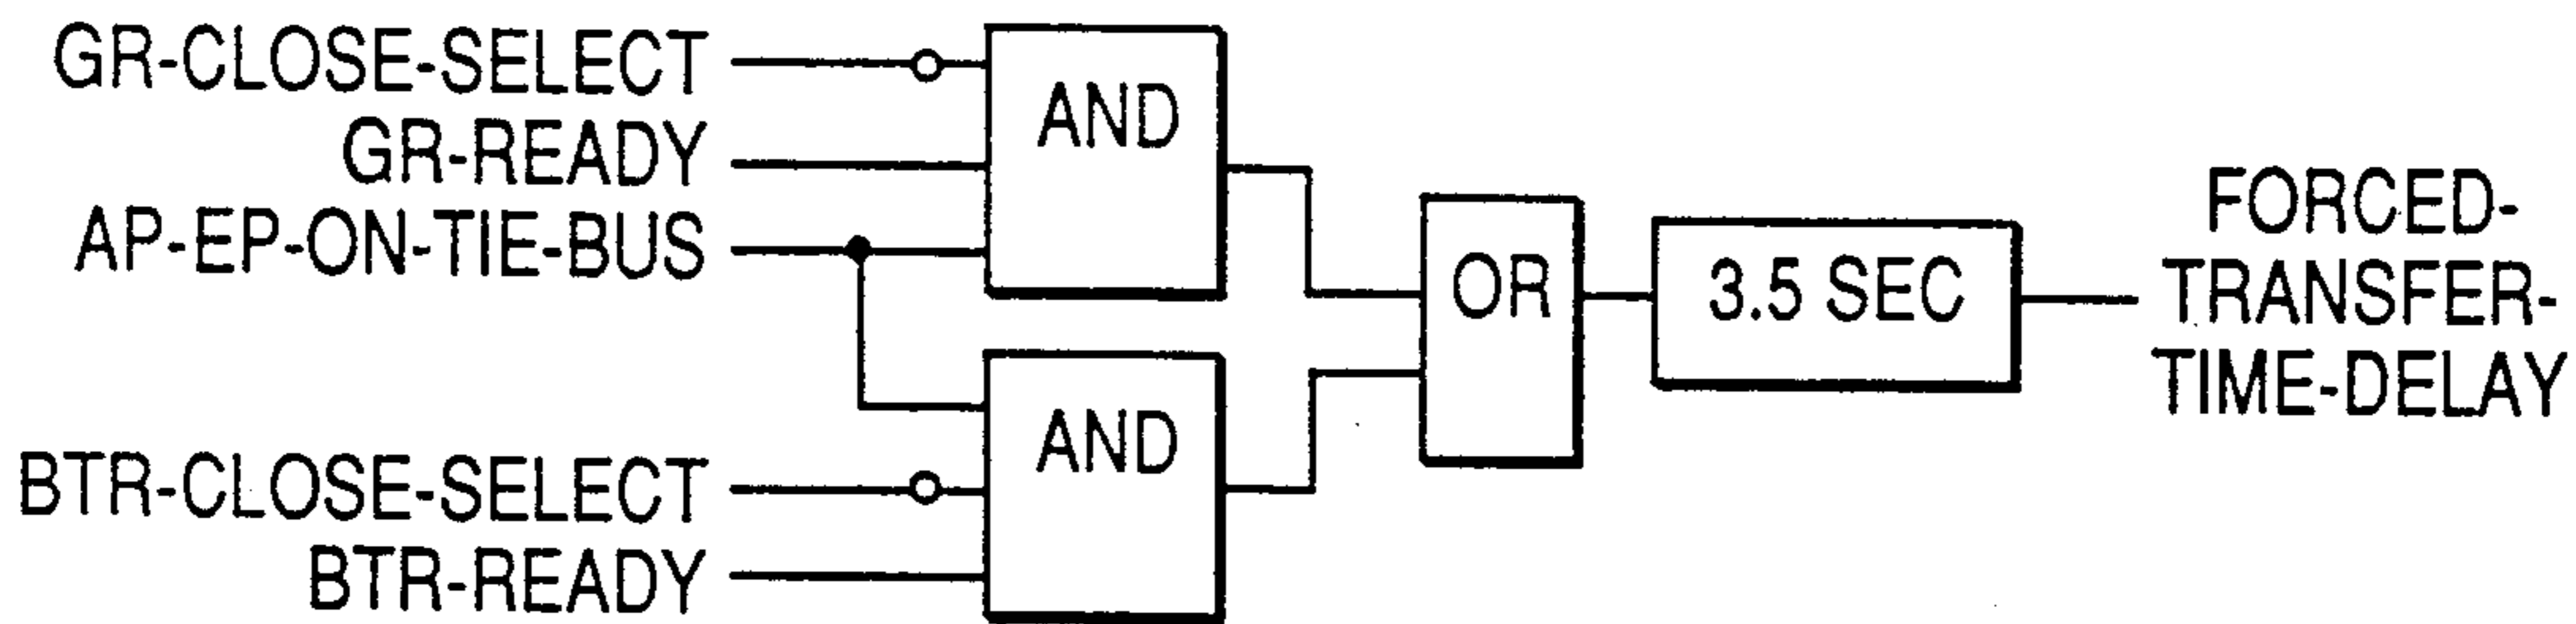 GR-CLOSE-SELECT
GR-READY
AP-EP-ON-TIE-BUS
BTR-CLOSE-SELECT
BTR-READY
AND
AND
OR
3.5 SEC
FORCED-
TRANSFER-
TIME-DELAY